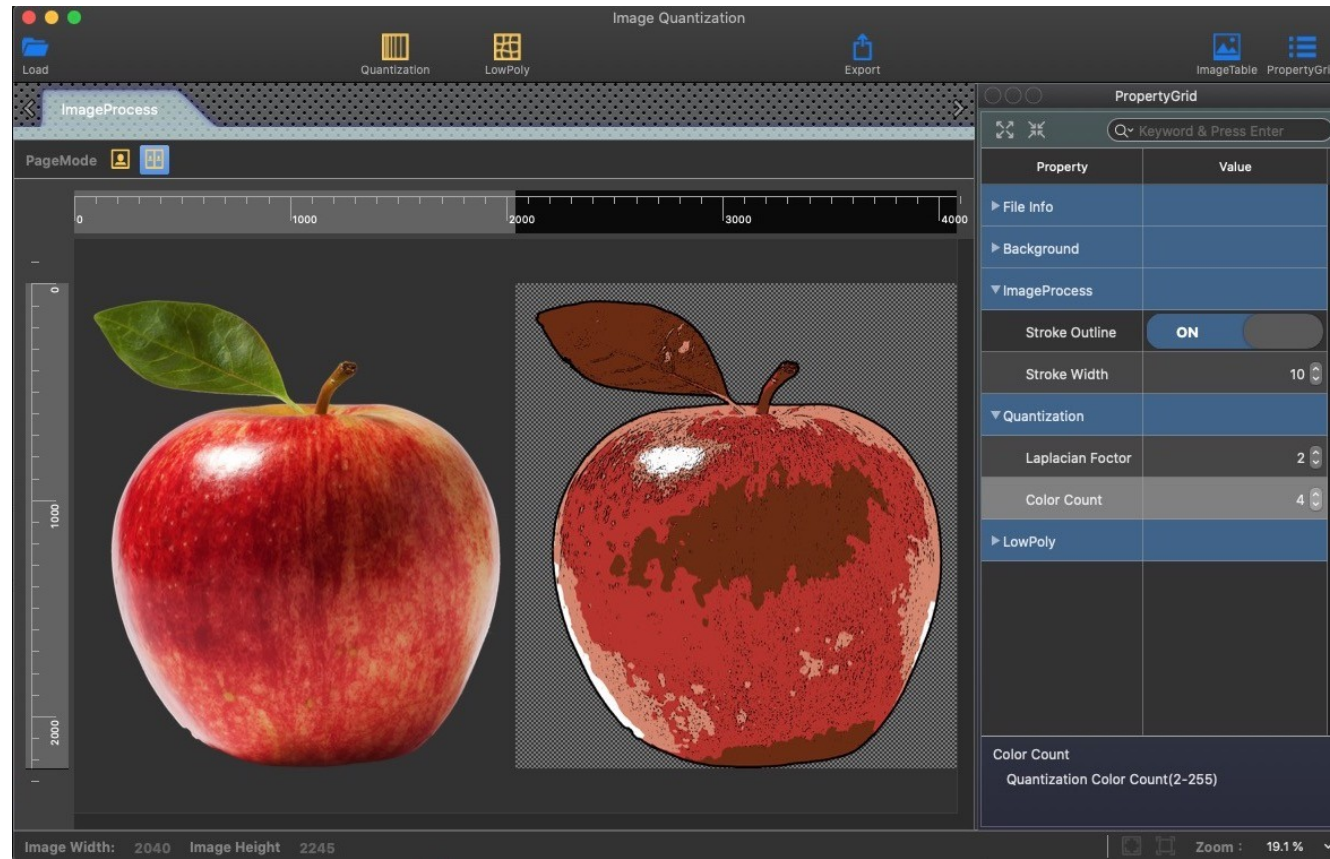 Image Quantization
Load
Quantization
LowPoly
Export
ImageTable
PropertyGri
ImageProcess
PageMode
0 1000 2000 3000 4000
0
1000
2000
PropertyGrid
Keyword & Press Enter
Property Value
File Info
Background
ImageProcess
Stroke Outline ON
Stroke Width 10
Quantization
Laplacian Foctor 2
Color Count 4
LowPoly
Color Count
Quantization Color Count(2-255)
Image Width: 2040 Image Height 2245
Zoom : 19.1 %